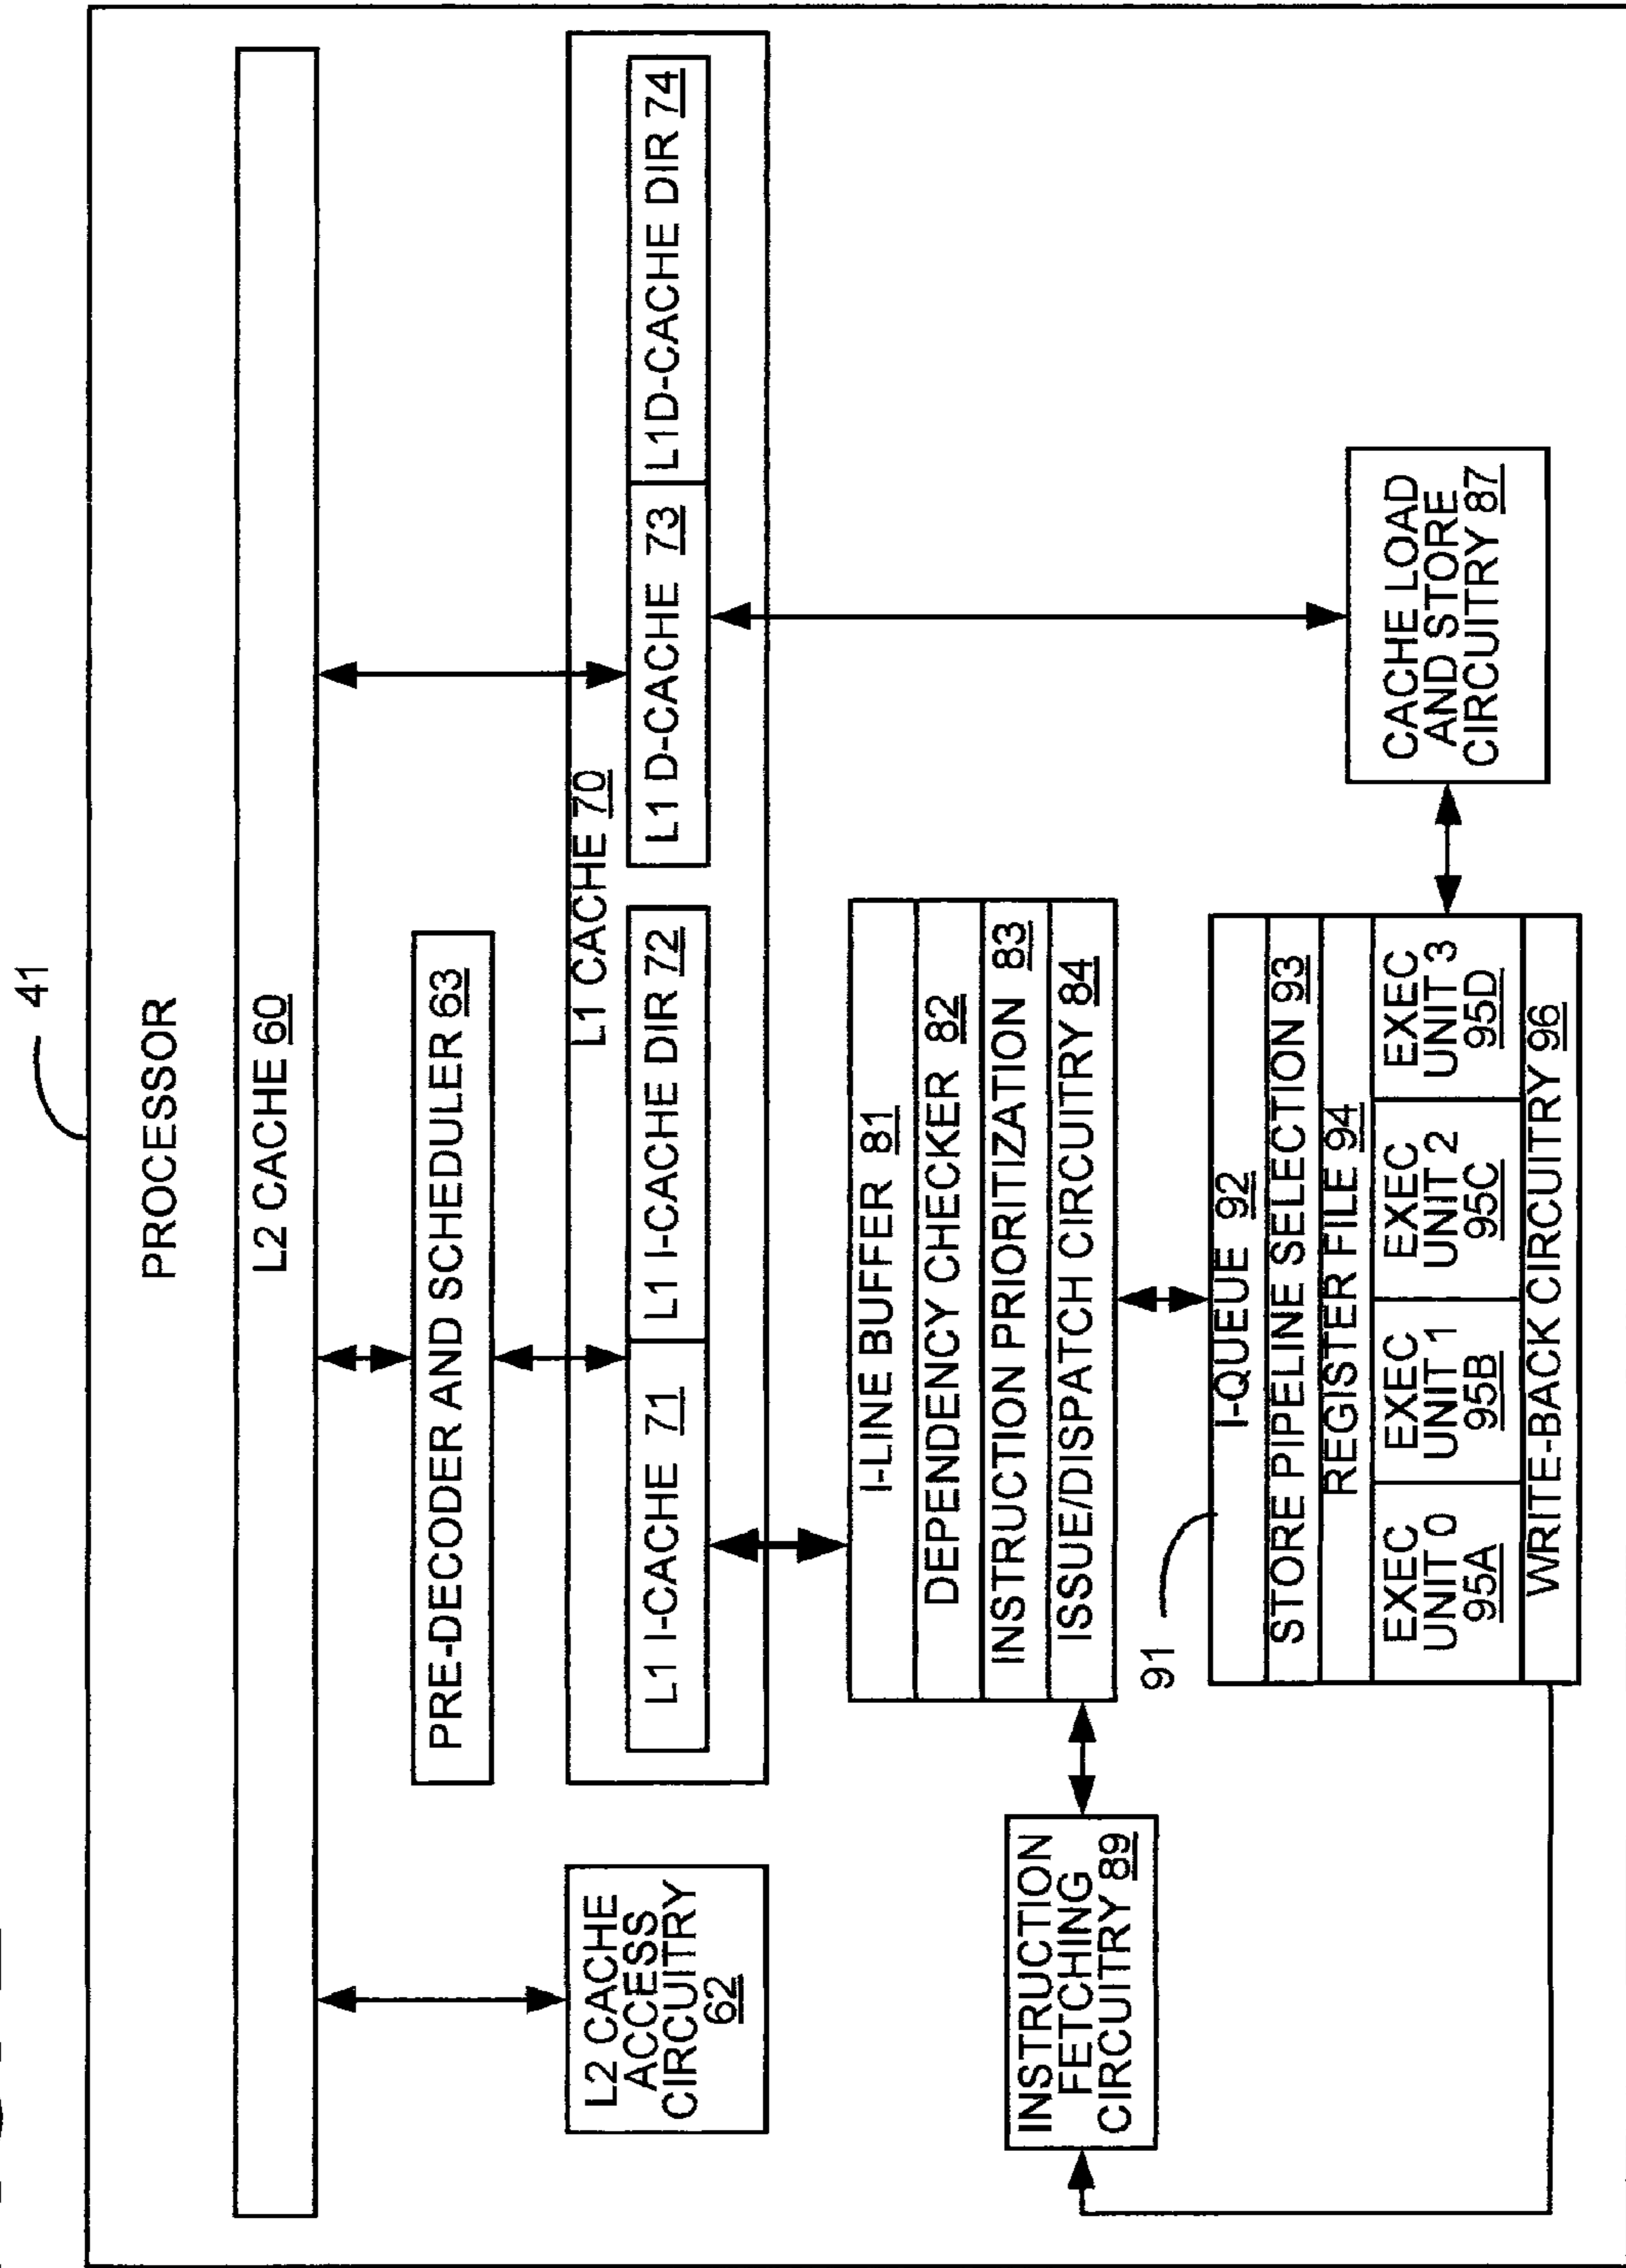 41
PROCESSOR
L2 CACHE 60
L2 CACHE
ACCESS
CIRCUITRY
62
PRE-DECODER AND SCHEDULER 63
L1 CACHE 70
L1 I-CACHE 71
L1 I-CACHE DIR 72
L1 D-CACHE 73
L1D-CACHE DIR 74
I-LINE BUFFER 81
DEPENDENCY CHECKER 82
INSTRUCTION PRIORITIZATION 83
ISSUE/DISPATCH CIRCUITRY 84
INSTRUCTION
FETCHING
CIRCUITRY 89
91
I-QUEUE 92
STORE PIPELINE SELECTION 93
REGISTER FILE 94
EXEC
UNIT 0
95A
EXEC
UNIT 1
95B
EXEC
UNIT 2
95C
EXEC
UNIT 3
95D
WRITE-BACK CIRCUITRY 96
CACHE LOAD
AND STORE
CIRCUITRY 87